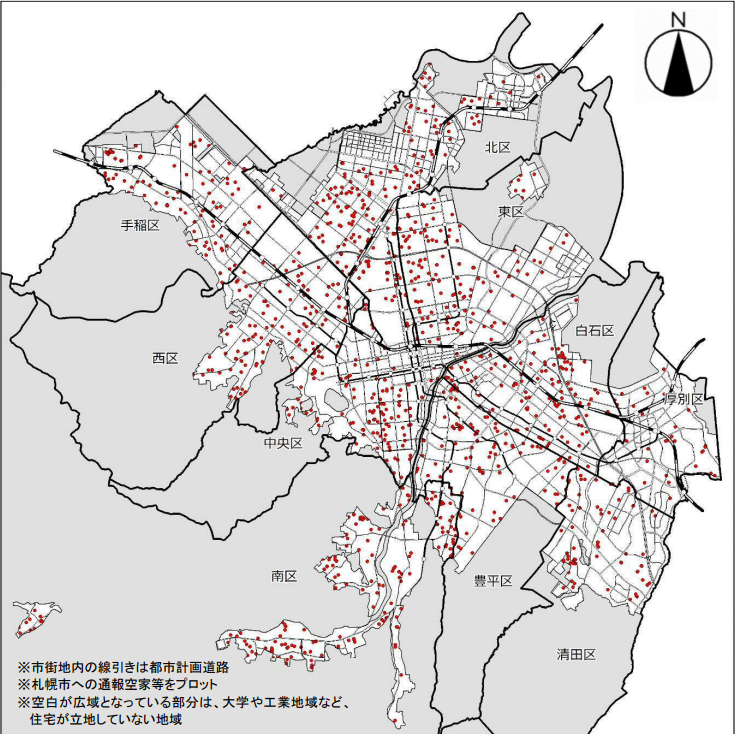 N
北区
東区
手稲区
白石区
西区
厚別区
中央区
南区
豊平区
清田区
※市街地内の線引きは都市計画道路
※札幌市への通報空家等をプロット
※空白が広域となっている部分は、大学や工業地域など、
住宅が立地していない地域